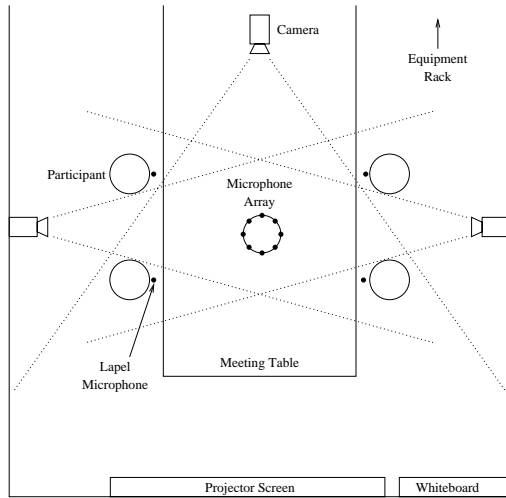 Camera
Equipment
Rack
Participant
Microphone
Array
Lapel
Microphone
Meeting Table
Projector Screen
Whiteboard